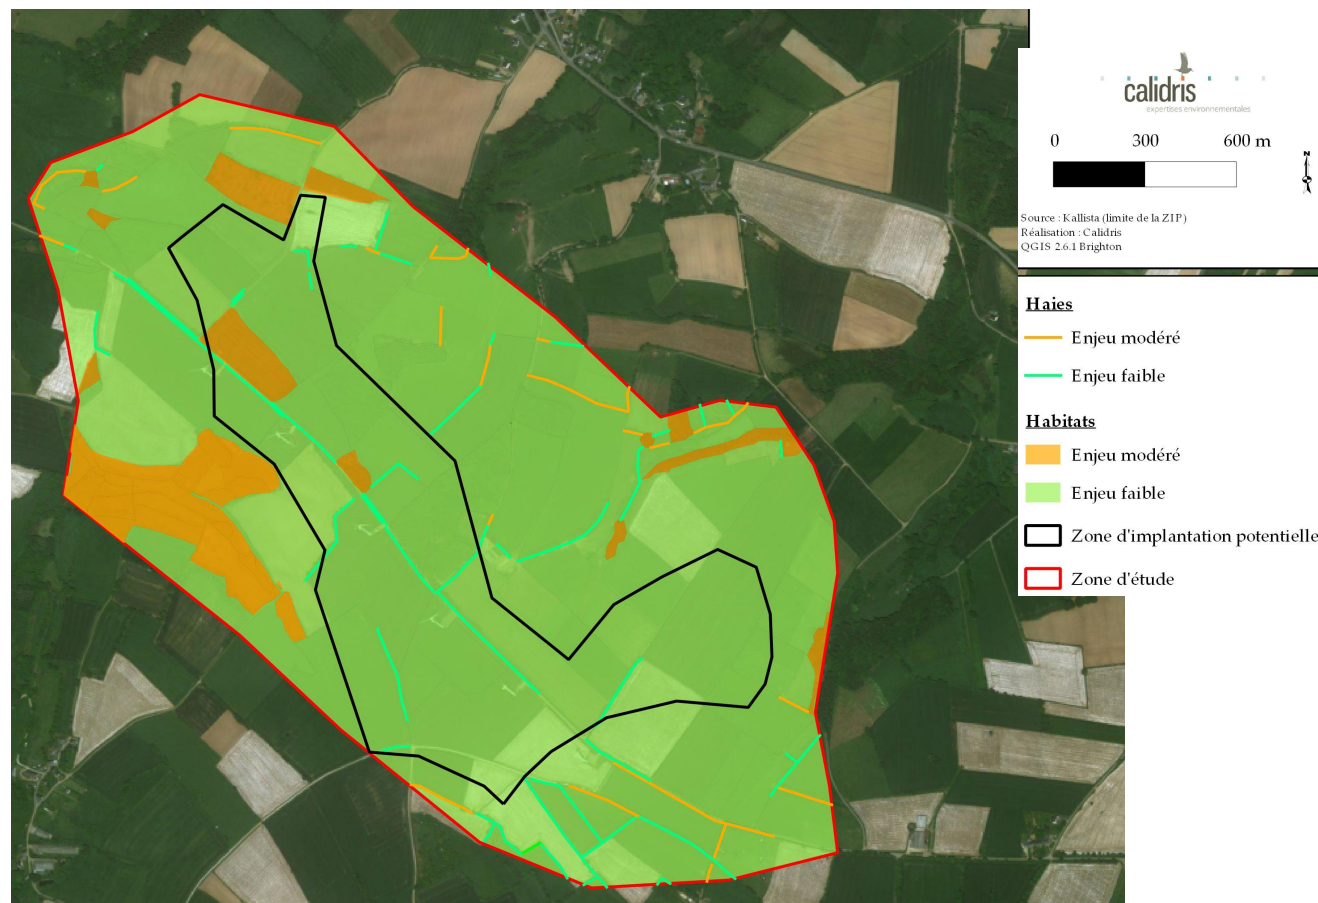 calidris
expertises environnementales
0 300 600 m
N
Source : Kallista (limite de la ZIP)
Réalisation : Calidris
QGIS 2.6.1 Brighton
Haies
Enjeu modéré
Enjeu faible
Habitats
Enjeu modéré
Enjeu faible
Zone d'implantation potentielle
Zone d'étude